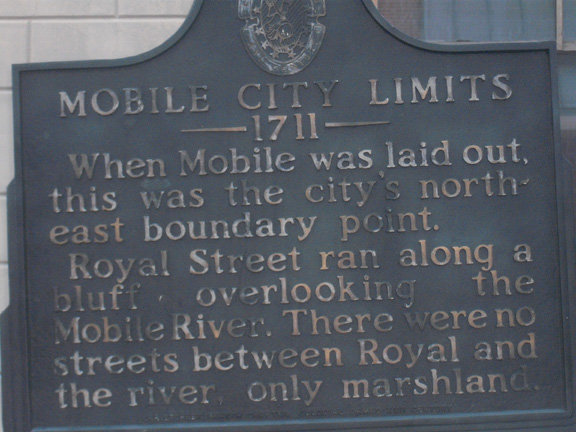 MOBILE CITY LIMITS
1711
When Mobile was laid out,
this was the city's north-
east boundary point.
Royal Street ran along a
bluff overlooking the
Mobile River. There were no
streets between Royal and
the river, only marshland.